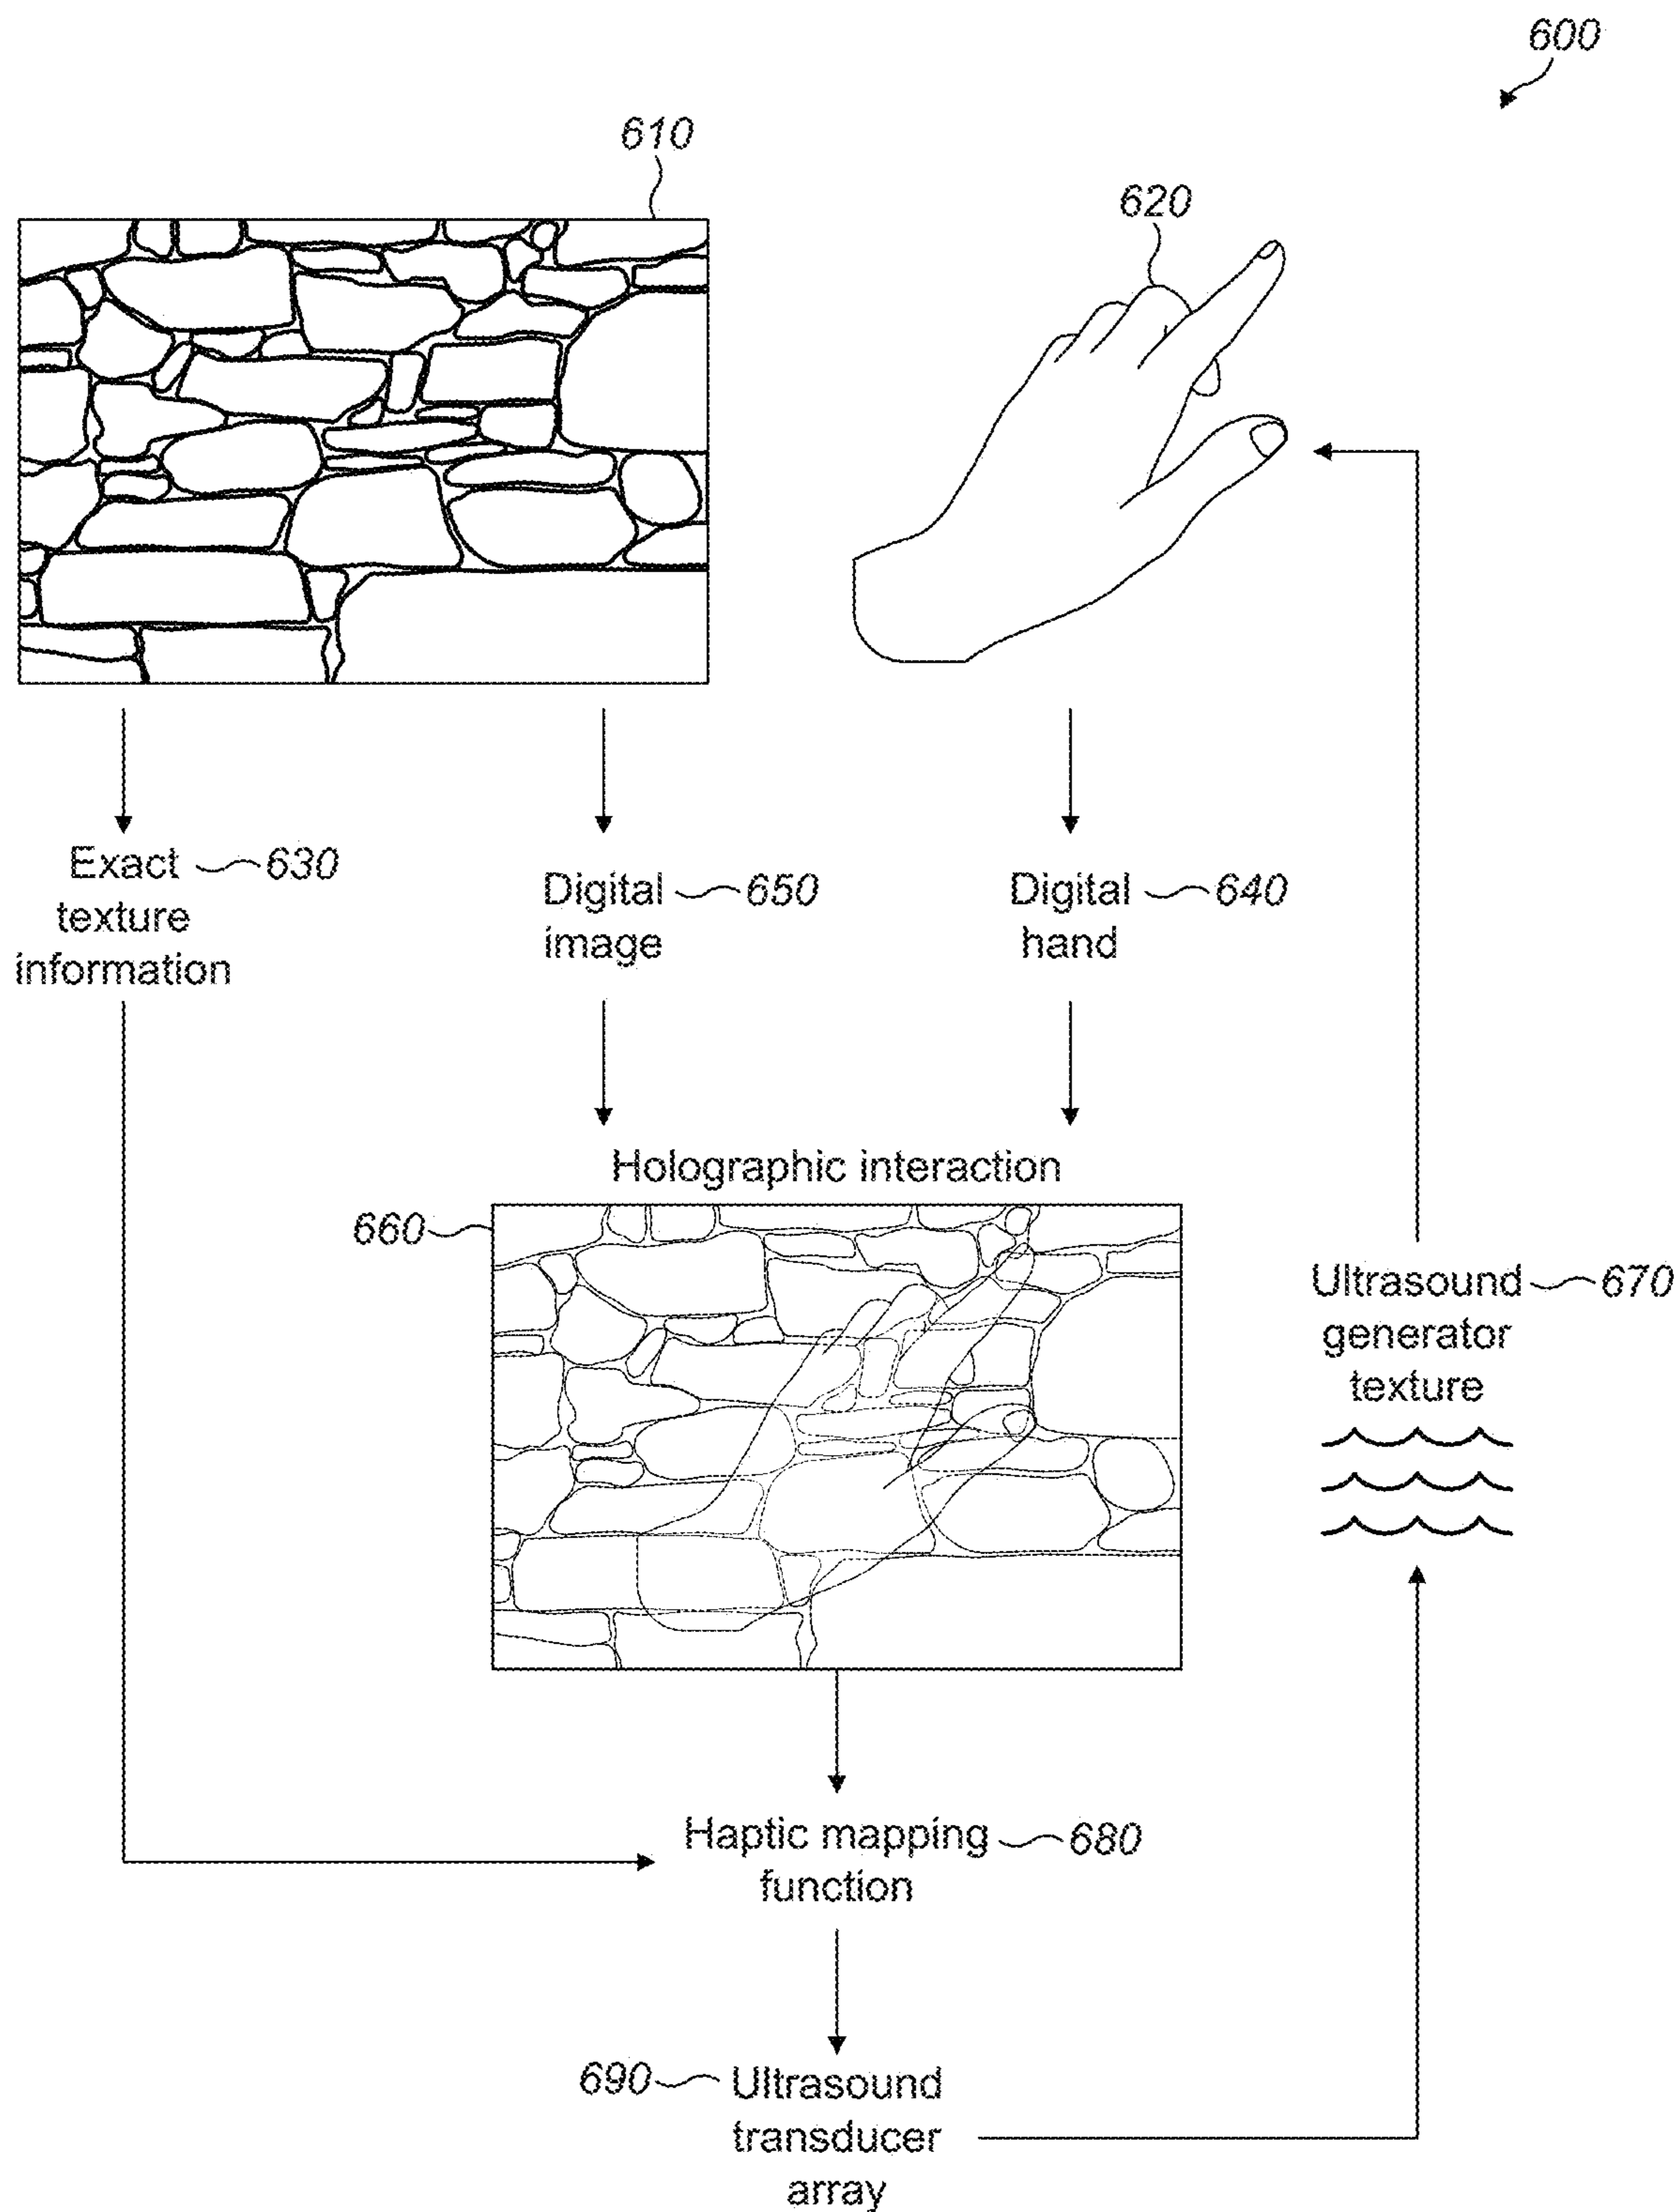 600
610
620
Exact 630
texture
information
Digital 650
image
Digital 640
hand
Holographic interaction
660
Ultrasound 670
generator
texture
Haptic mapping 680
function
690 Ultrasound
transducer
array